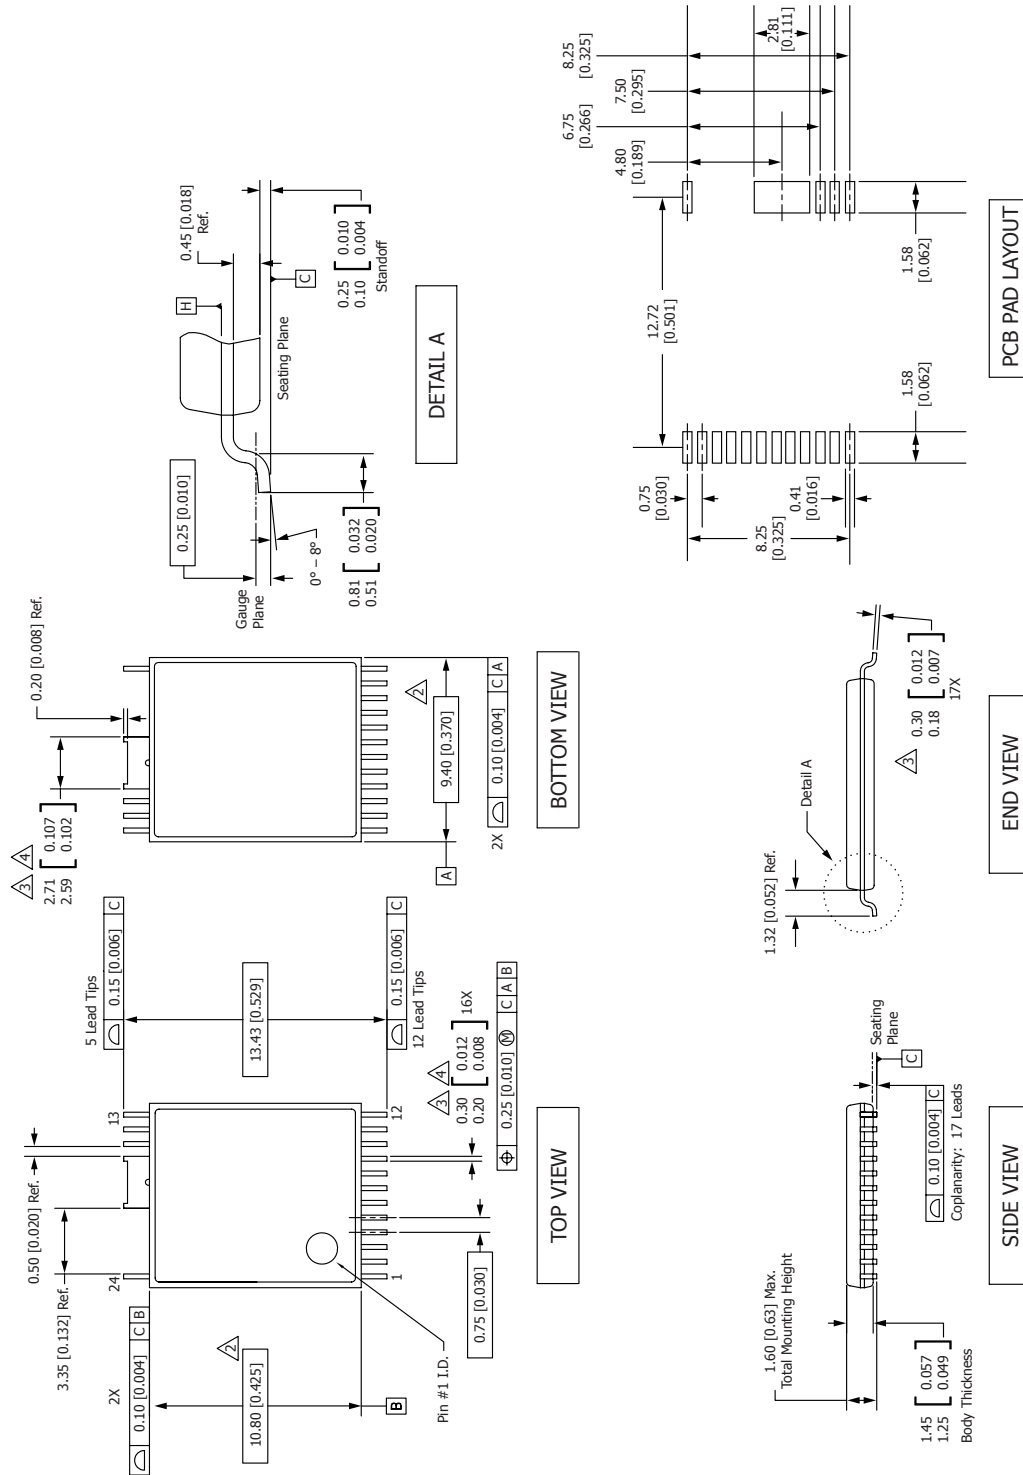 3.35 [0.132] Ref.
0.50 [0.020] Ref.
24
13
2X
0.10 [0.004] C B
10.80 [0.425]
2
B
Pin #1 I.D.
1
12
0.75 [0.030]
5 Lead Tips
0.15 [0.006] C
13.43 [0.529]
0.15 [0.006] C
12 Lead Tips
3 4
0.30 [0.012]
0.20 [0.008]
16X
0.25 [0.010] M C A B
TOP VIEW
3 4
2.71 [0.107]
2.59 [0.102]
0.20 [0.008] Ref.
2
9.40 [0.370]
A
2X
0.10 [0.004] C A
BOTTOM VIEW
Gauge
Plane
0.25 [0.010]
0° – 8°
0.81 [0.032]
0.51 [0.020]
H
0.45 [0.018]
Ref.
Seating Plane
C
0.25 [0.010]
0.10 [0.004]
Standoff
DETAIL A
1.60 [0.63] Max.
Total Mounting Height
1.45 [0.057]
1.25 [0.049]
Body Thickness
Seating
Plane
C
0.10 [0.004] C
Coplanarity: 17 Leads
SIDE VIEW
1.32 [0.052] Ref.
Detail A
3
0.30 [0.012]
0.18 [0.007]
17X
END VIEW
0.75
[0.030]
0.41
[0.016]
8.25
[0.325]
12.72
[0.501]
1.58
[0.062]
1.58
[0.062]
4.80
[0.189]
6.75
[0.266]
7.50
[0.295]
8.25
[0.325]
2.81
[0.111]
PCB PAD LAYOUT